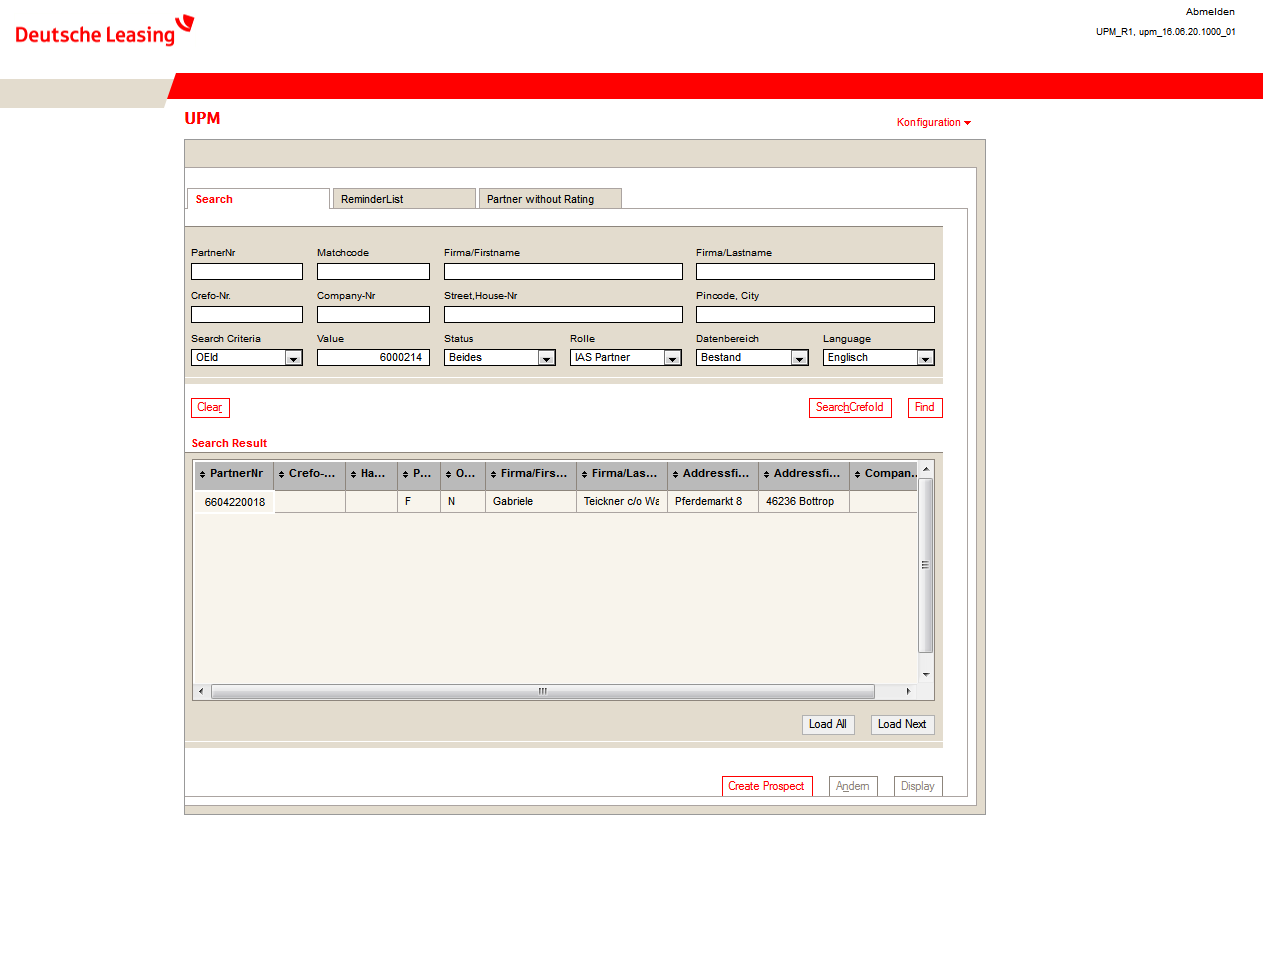 Deutsche Leasing
Abmelden
UPM_R1, upm_16.06.20.1000_01
UPM
Konfiguration
Search ReminderList Partner without Rating
PartnerNr Matchcode Firma/Firstname Firma/Lastname
Crefo-Nr. Company-Nr Street,House-Nr Pincode, City
Search Criteria Value Status Rolle Datenbereich Language
OEId 6000214 Beides IAS Partner Bestand Englisch
Clear SearchCrefoId Find
Search Result
PartnerNr Crefo-... Ha... P... O... Firma/Firs... Firma/Las... Addressfi... Addressfi... Compan..
6604220018 F N Gabriele Teickner c/o Wa Pferdemarkt 8 46236 Bottrop
Load All Load Next
Create Prospect Ändern Display